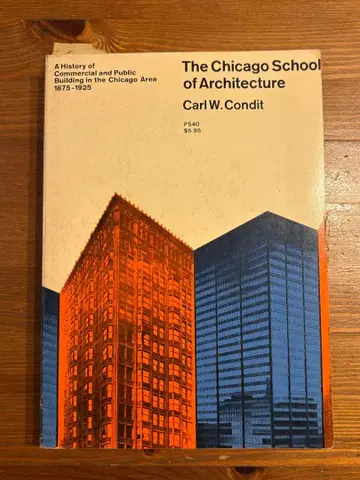 A History of
Commercial and Public
Building in the Chicago Area
1875-1925
The Chicago School
of Architecture
Carl W. Condit
P540
$5.95